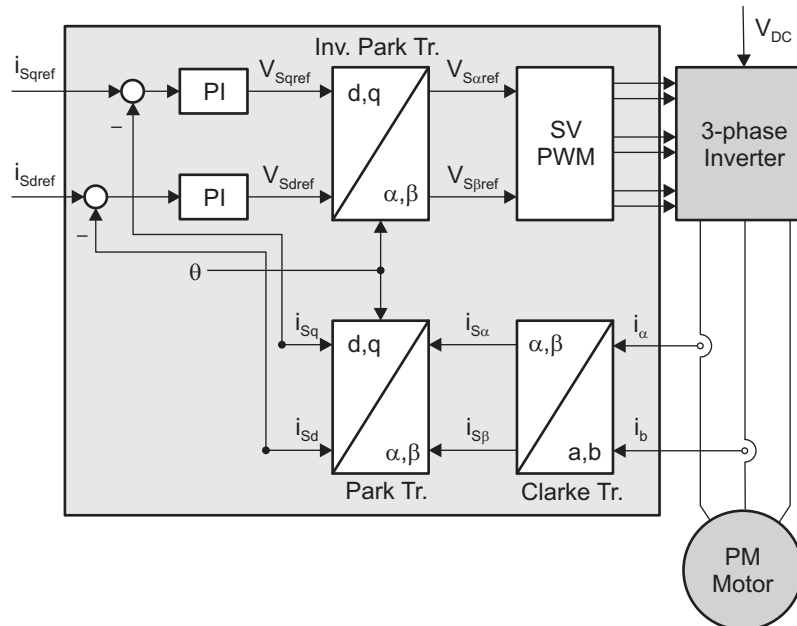 Inv. Park Tr.
V_DC
i_Sqref
PI
V_Sqref
d,q
α,β
V_Sαref
SV
PWM
3-phase
Inverter
−
i_Sdref
PI
V_Sdref
V_Sβref
−
θ
i_Sq
d,q
α,β
i_Sα
α,β
a,b
i_α
i_Sd
i_Sβ
i_b
Park Tr.
Clarke Tr.
PM
Motor